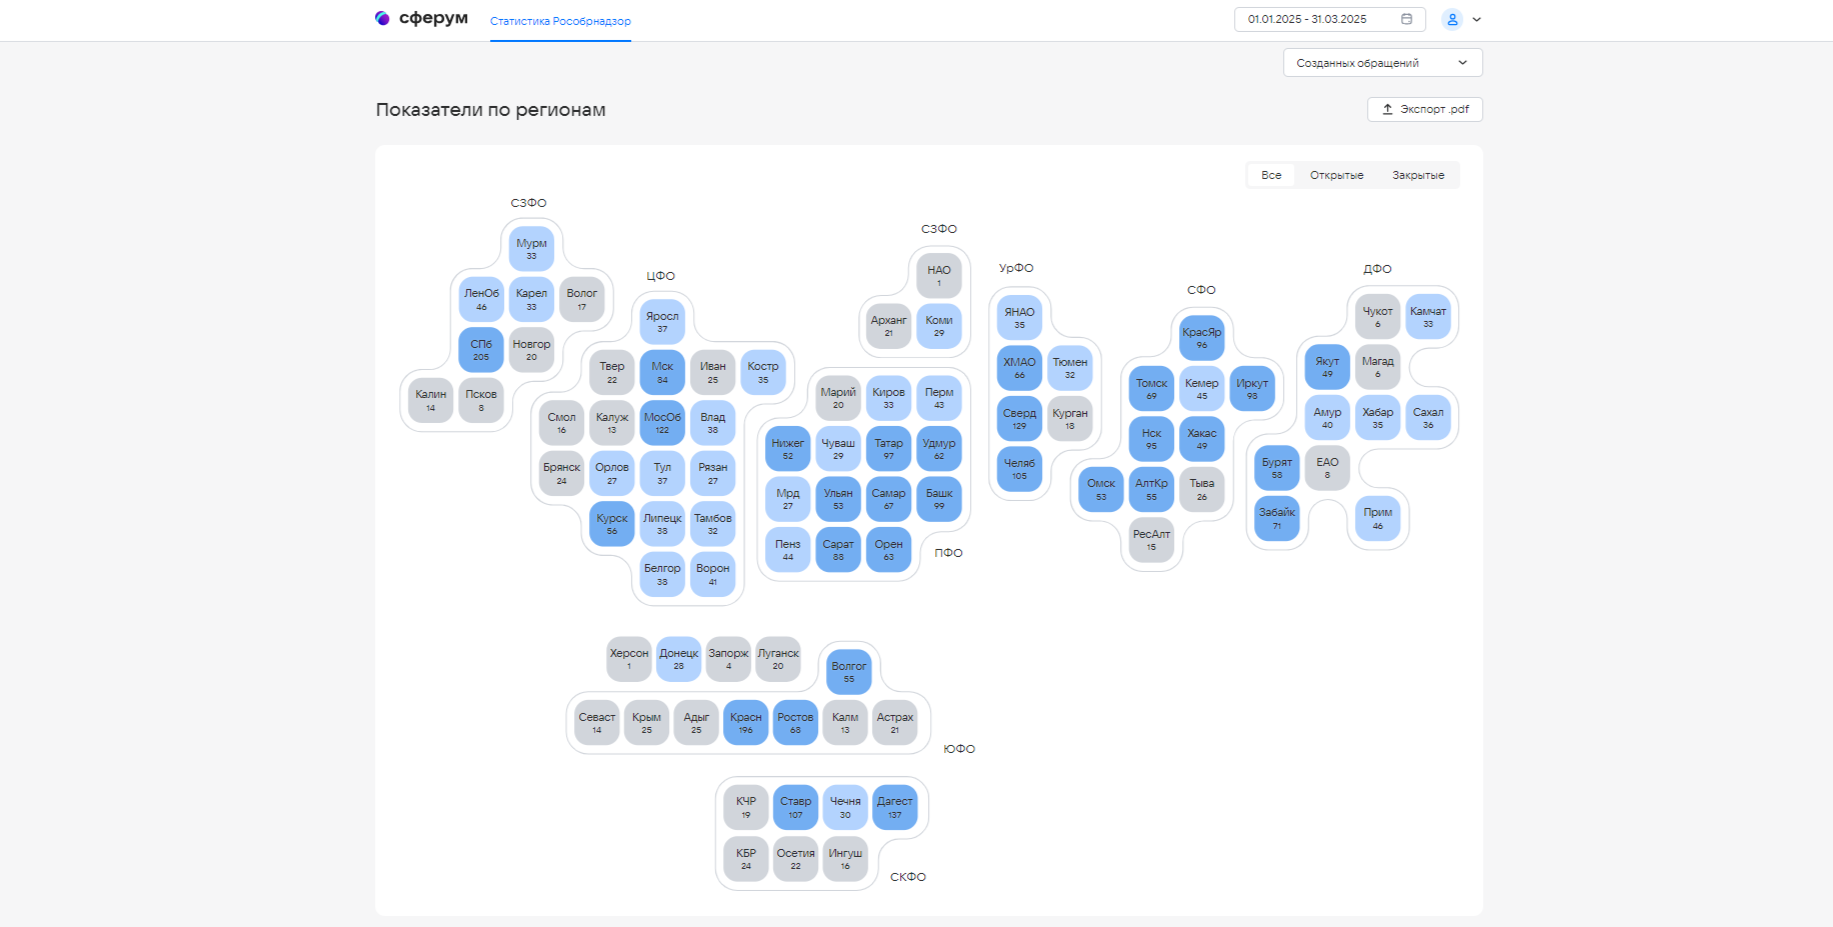 сферум
Статистика Рособрнадзор
01.01.2025 - 31.03.2025
Созданных обращений
Показатели по регионам
Экспорт .pdf
Все
Открытые
Закрытые
СЗФО
Мурм
33
ЛенОб
46
Карел
33
Волог
17
СПб
205
Новгор
20
Калин
14
Псков
8
ЦФО
Яросл
37
Твер
22
Мск
84
Иван
25
Костр
35
Смол
16
Калуж
13
МосОб
122
Влад
38
Брянск
24
Орлов
27
Тул
37
Рязан
27
Курск
56
Липецк
38
Тамбов
32
Белгор
38
Ворон
41
СЗФО
НАО
1
Арханг
21
Коми
29
Марий
20
Киров
33
Перм
43
Нижег
52
Чуваш
29
Татар
97
Удмур
62
Мрд
27
Ульян
53
Самар
67
Башк
99
Пенз
44
Сарат
88
Орен
63
ПФО
УрФО
ЯНАО
35
ХМАО
66
Тюмен
32
Сверд
129
Курган
18
Челяб
105
СФО
КрасЯр
96
Томск
69
Кемер
45
Иркут
93
Нск
95
Хакас
49
Омск
53
АлтКр
55
Тыва
26
РесАлт
15
ДФО
Чукот
6
Камчат
33
Якут
49
Магад
6
Амур
40
Хабар
35
Сахал
36
Бурят
58
ЕАО
8
Забайк
71
Прим
46
Херсон
1
Донецк
28
Запорж
4
Луганск
20
Волгог
55
Севаст
14
Крым
25
Адыг
25
Красн
196
Ростов
68
Калм
13
Астрах
21
ЮФО
КЧР
19
Ставр
107
Чечня
30
Дагест
137
КБР
24
Осетия
22
Ингуш
16
СКФО